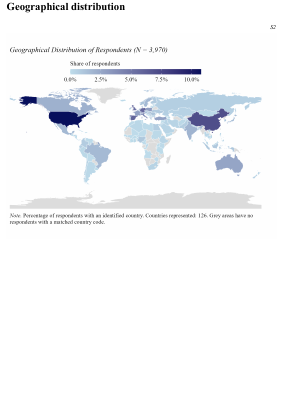 Geographical distribution
S2
Geographical Distribution of Respondents (N = 3,970)
Share of respondents
0.0% 2.5% 5.0% 7.5% 10.0%
Note. Percentage of respondents with an identified country. Countries represented: 126. Grey areas have no
respondents with a matched country code.